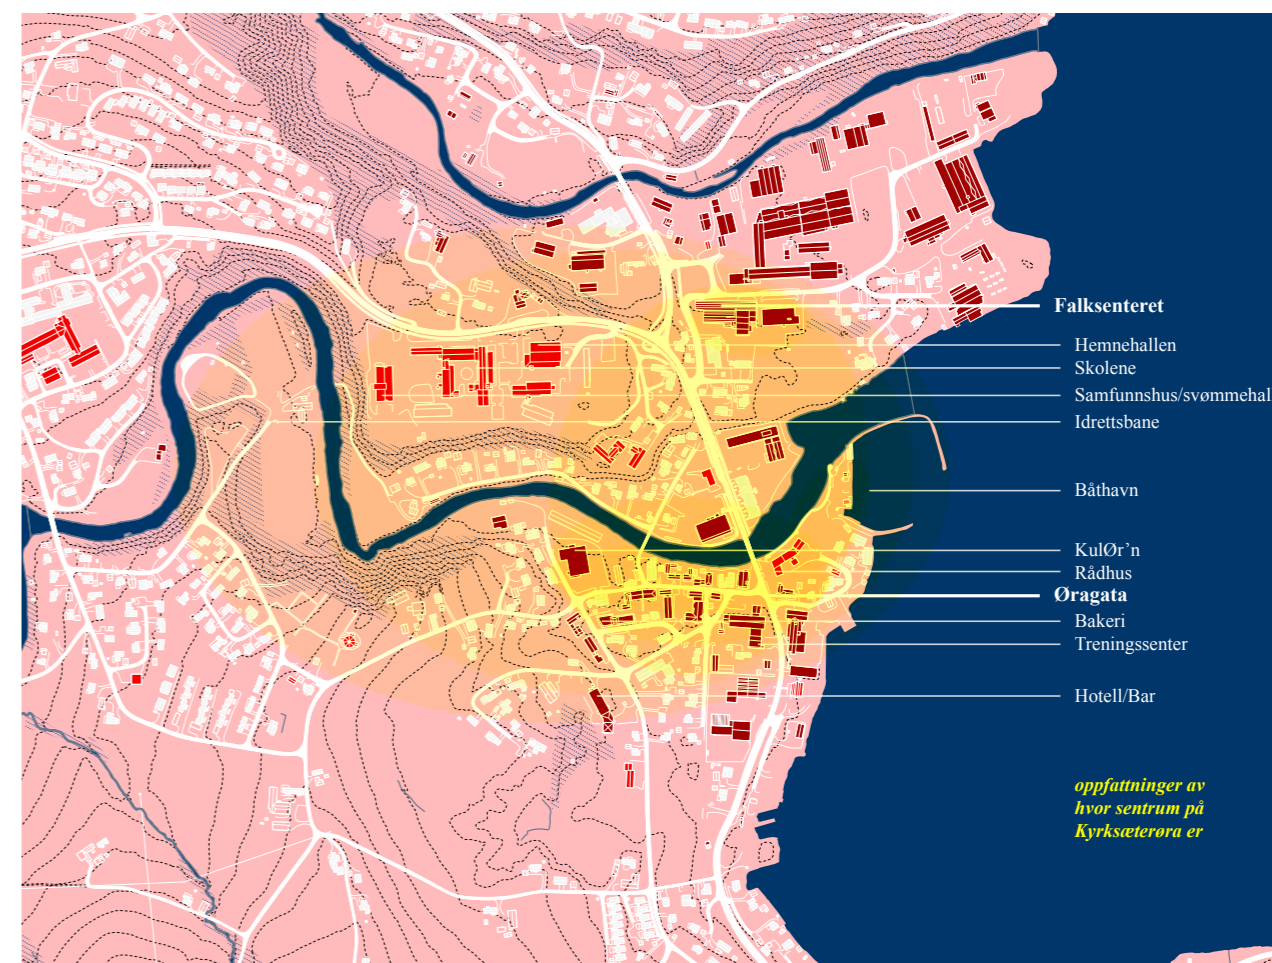 Falksenteret
Hemnehallen
Skolene
Samfunnshus/svømmehall
Idrettsbane
Båthavn
KulØr’n
Rådhus
Øragata
Bakeri
Treningssenter
Hotell/Bar
oppfattninger av
hvor sentrum på
Kyrksæterøra er